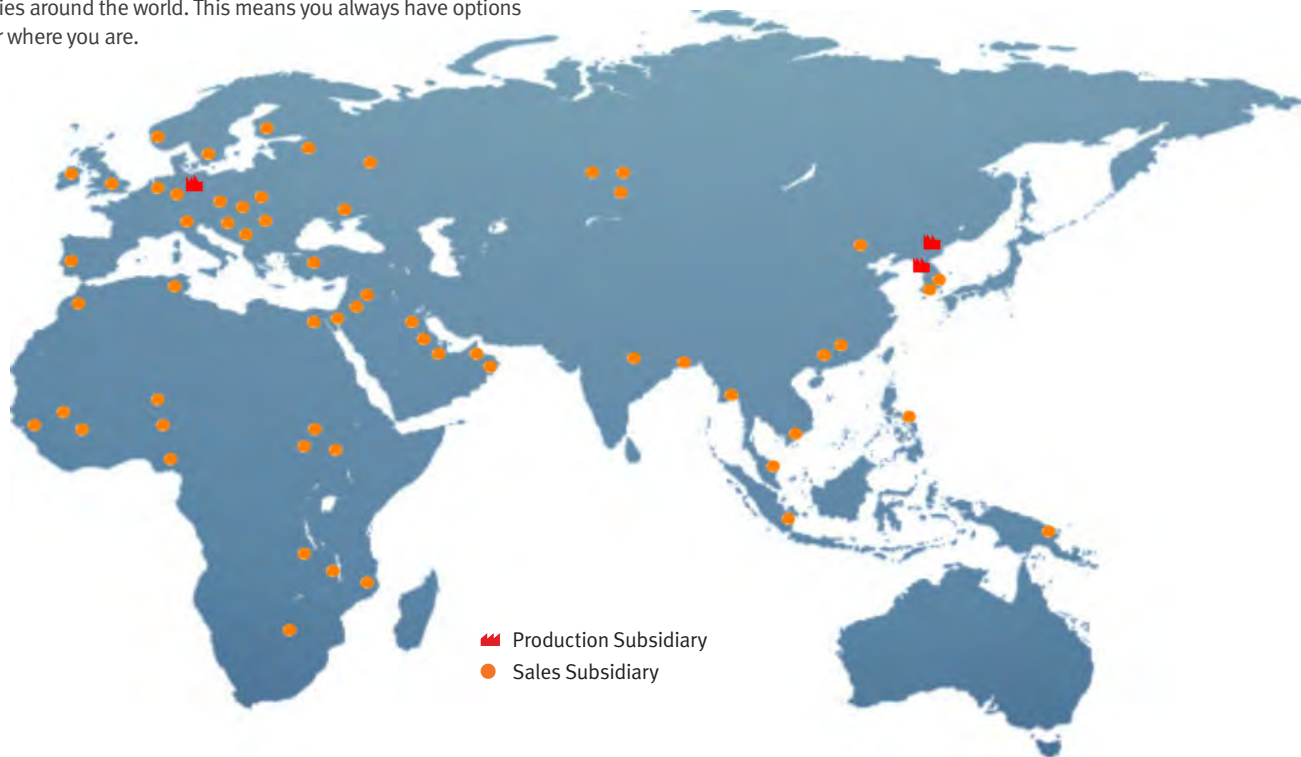 ies around the world. This means you always have options
r where you are.
Production Subsidiary
Sales Subsidiary